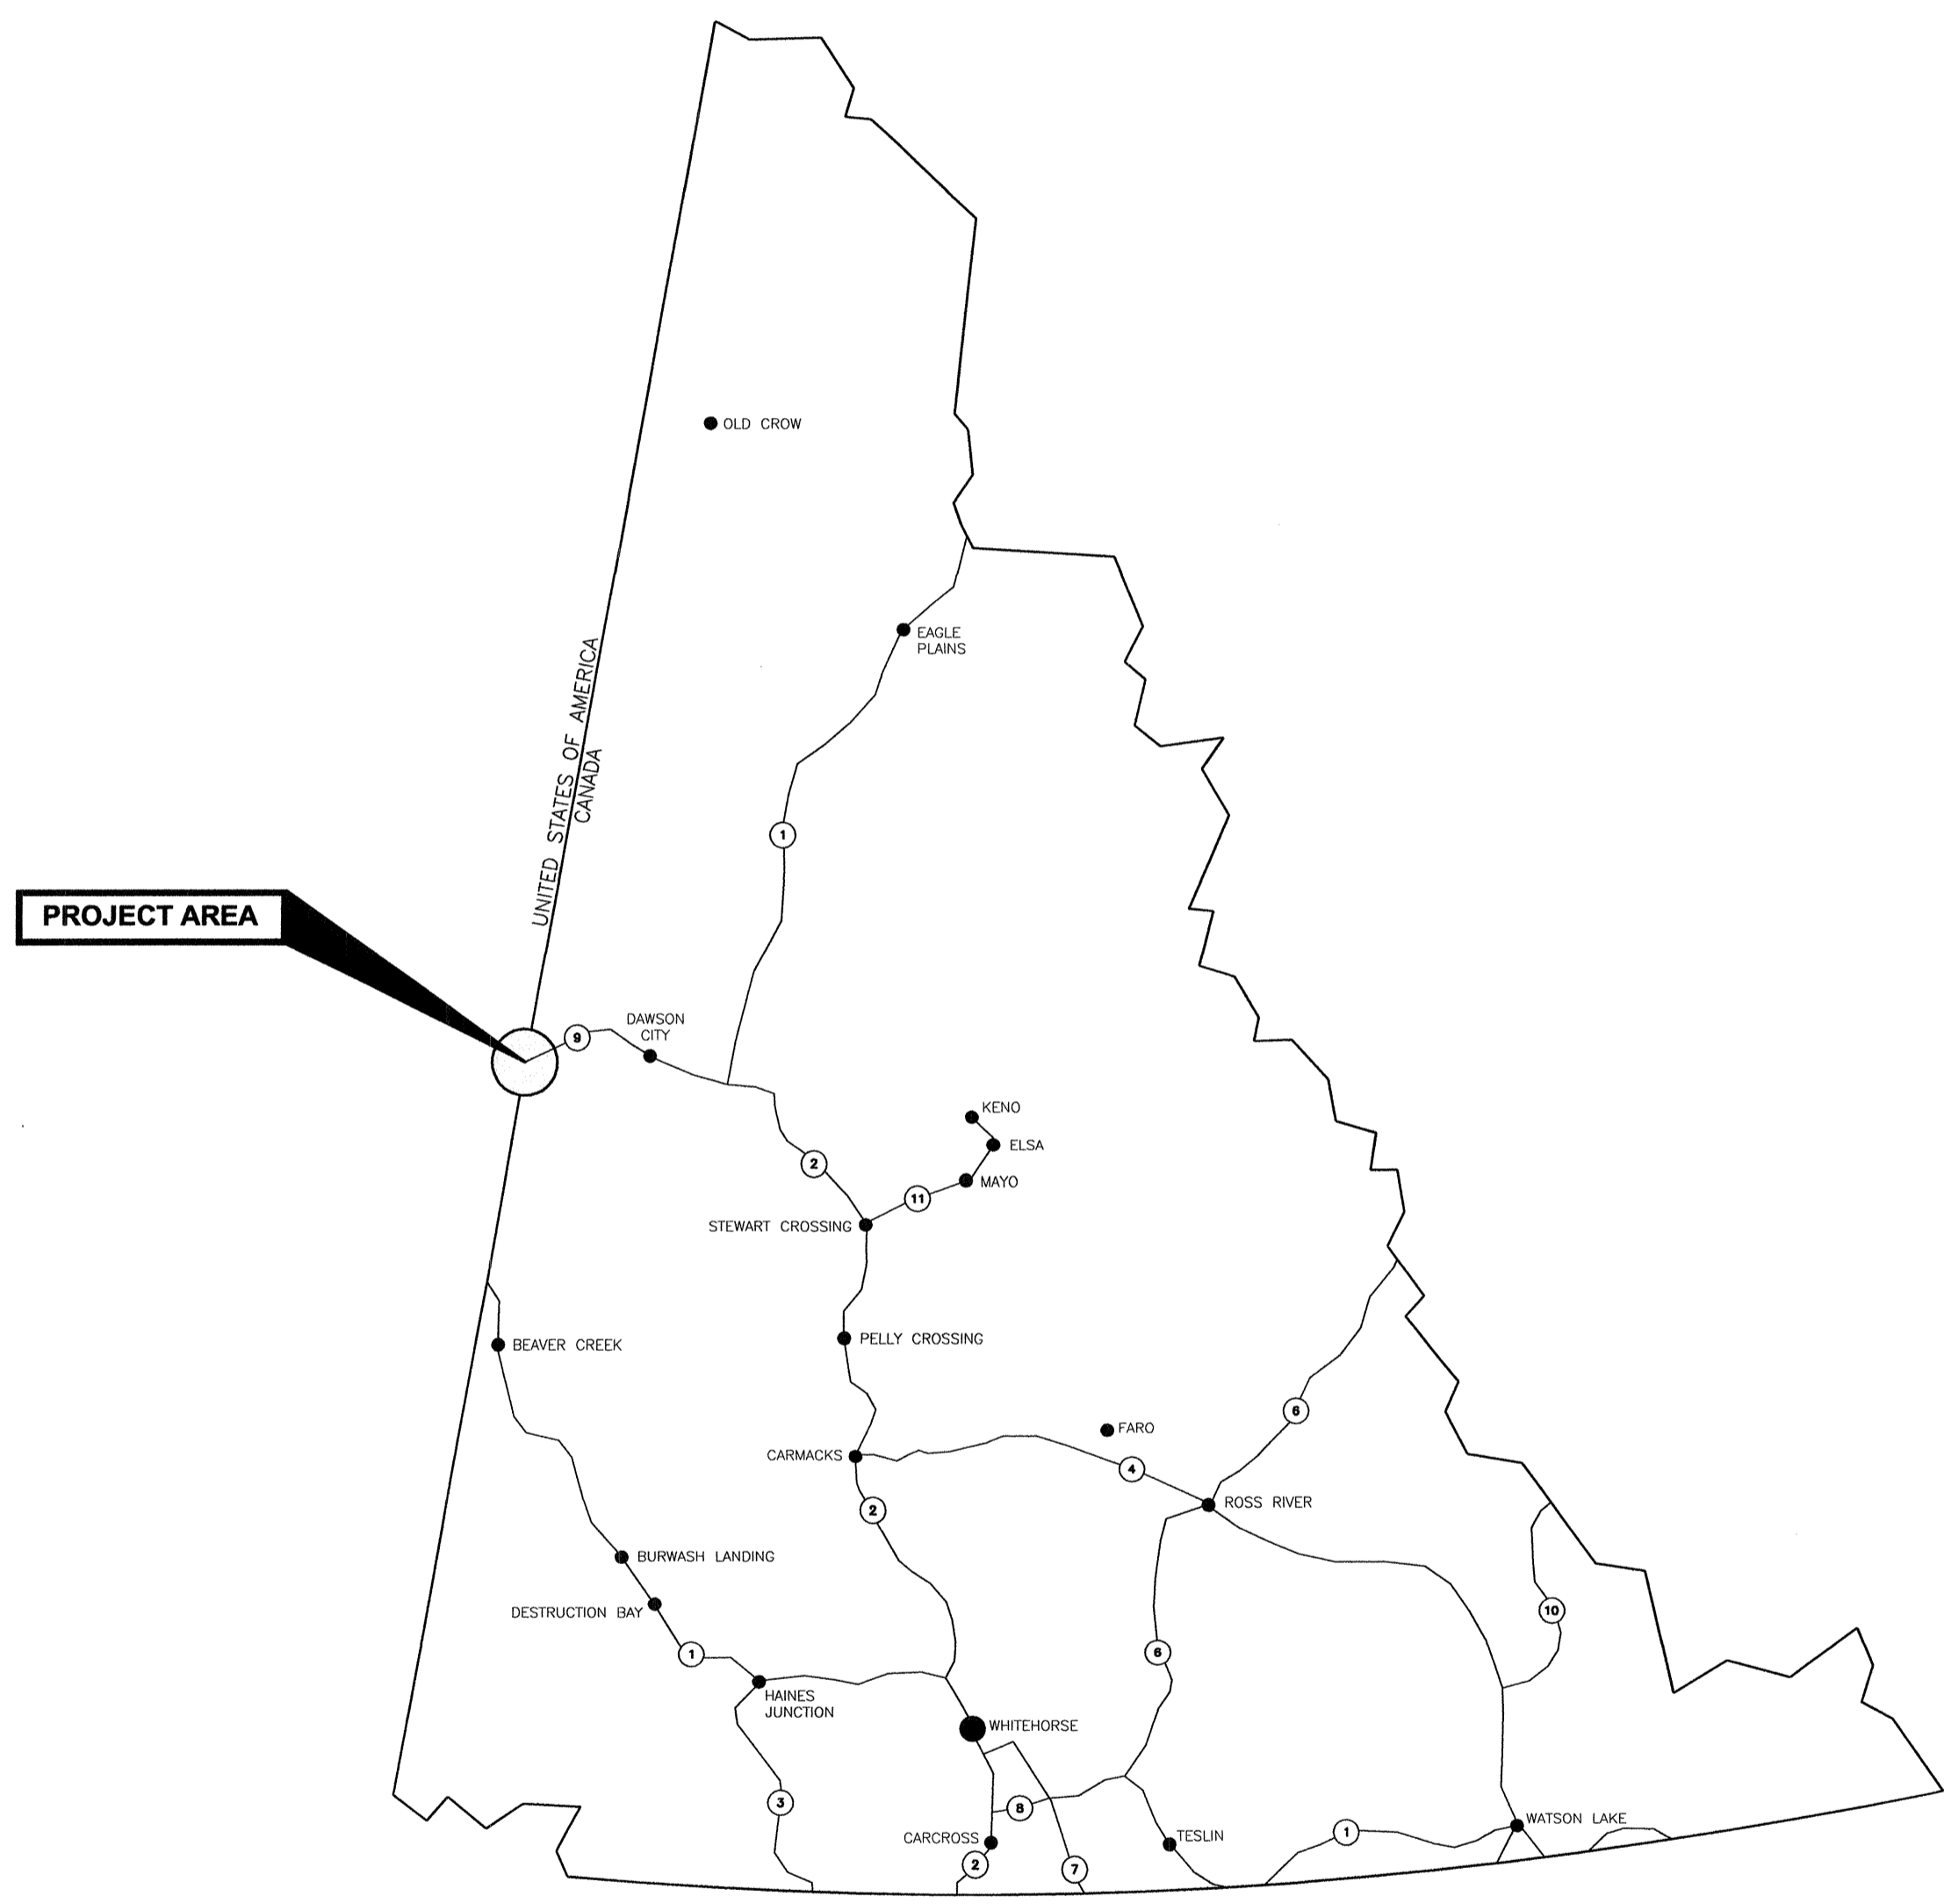 OLD CROW
EAGLE
PLAINS
UNITED STATES OF AMERICA
CANADA
1
PROJECT AREA
9
DAWSON
CITY
KENO
ELSA
2
MAYO
11
STEWART CROSSING
PELLY CROSSING
BEAVER CREEK
6
FARO
CARMACKS
4
ROSS RIVER
2
BURWASH LANDING
DESTRUCTION BAY
10
6
1
HAINES
JUNCTION
WHITEHORSE
3
8
WATSON LAKE
1
TESLIN
CARCROSS
2
7